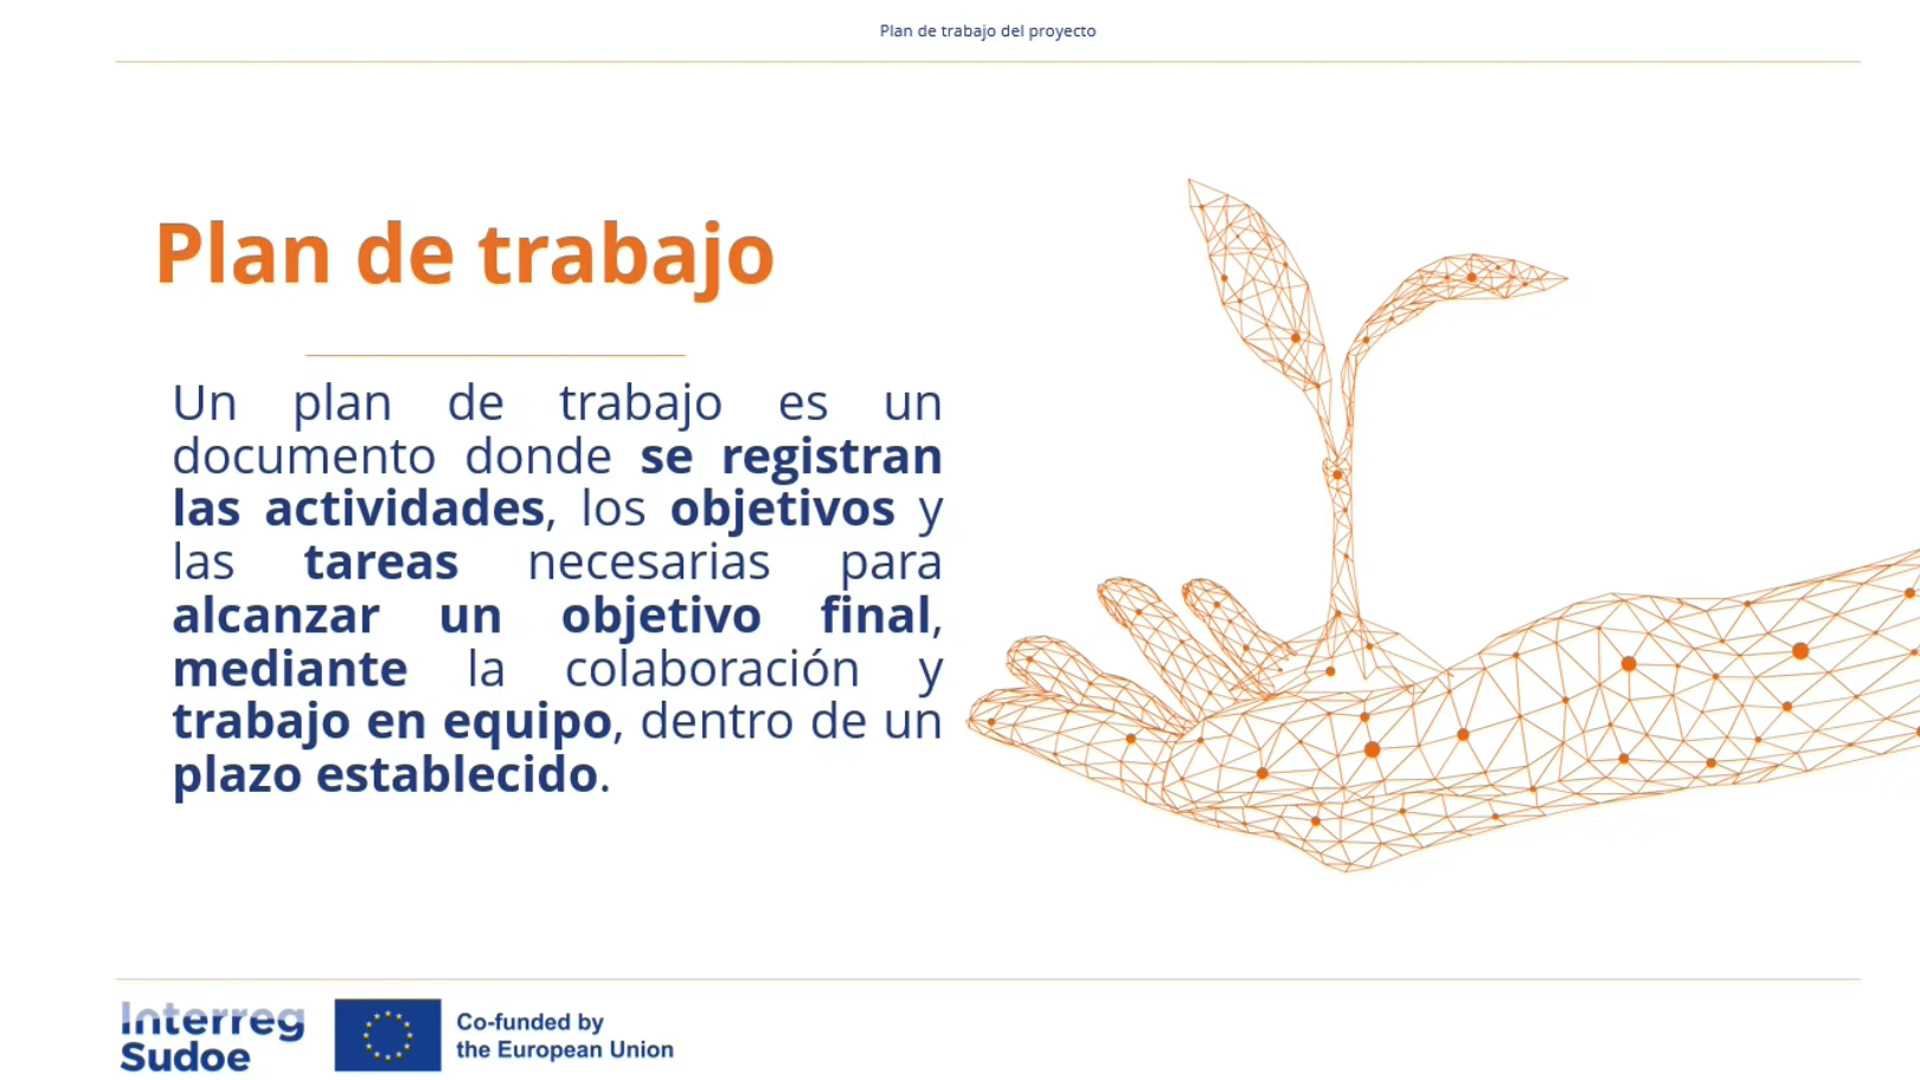 Plan de trabajo del proyecto
Plan de trabajo
Un plan de trabajo es un
documento donde se registran
las actividades, los objetivos y
las tareas necesarias para
alcanzar un objetivo final,
mediante la colaboración y
trabajo en equipo, dentro de un
plazo establecido.
Interreg
Sudoe
Co-funded by
the European Union